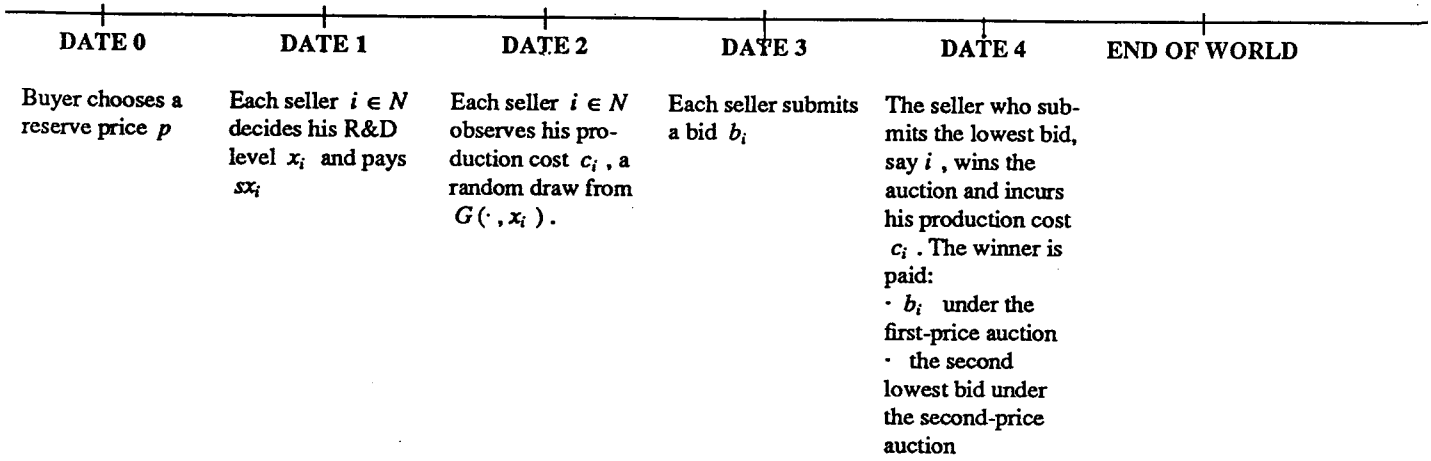 DATE 0
DATE 1
DATE 2
DATE 3
DATE 4
END OF WORLD
Buyer chooses a
reserve price p
Each seller i ∈ N
decides his R&D
level xᵢ and pays
sxᵢ
Each seller i ∈ N
observes his pro-
duction cost cᵢ , a
random draw from
G(· , xᵢ ) .
Each seller submits
a bid bᵢ
The seller who sub-
mits the lowest bid,
say i , wins the
auction and incurs
his production cost
cᵢ . The winner is
paid:
· bᵢ under the
first-price auction
· the second
lowest bid under
the second-price
auction